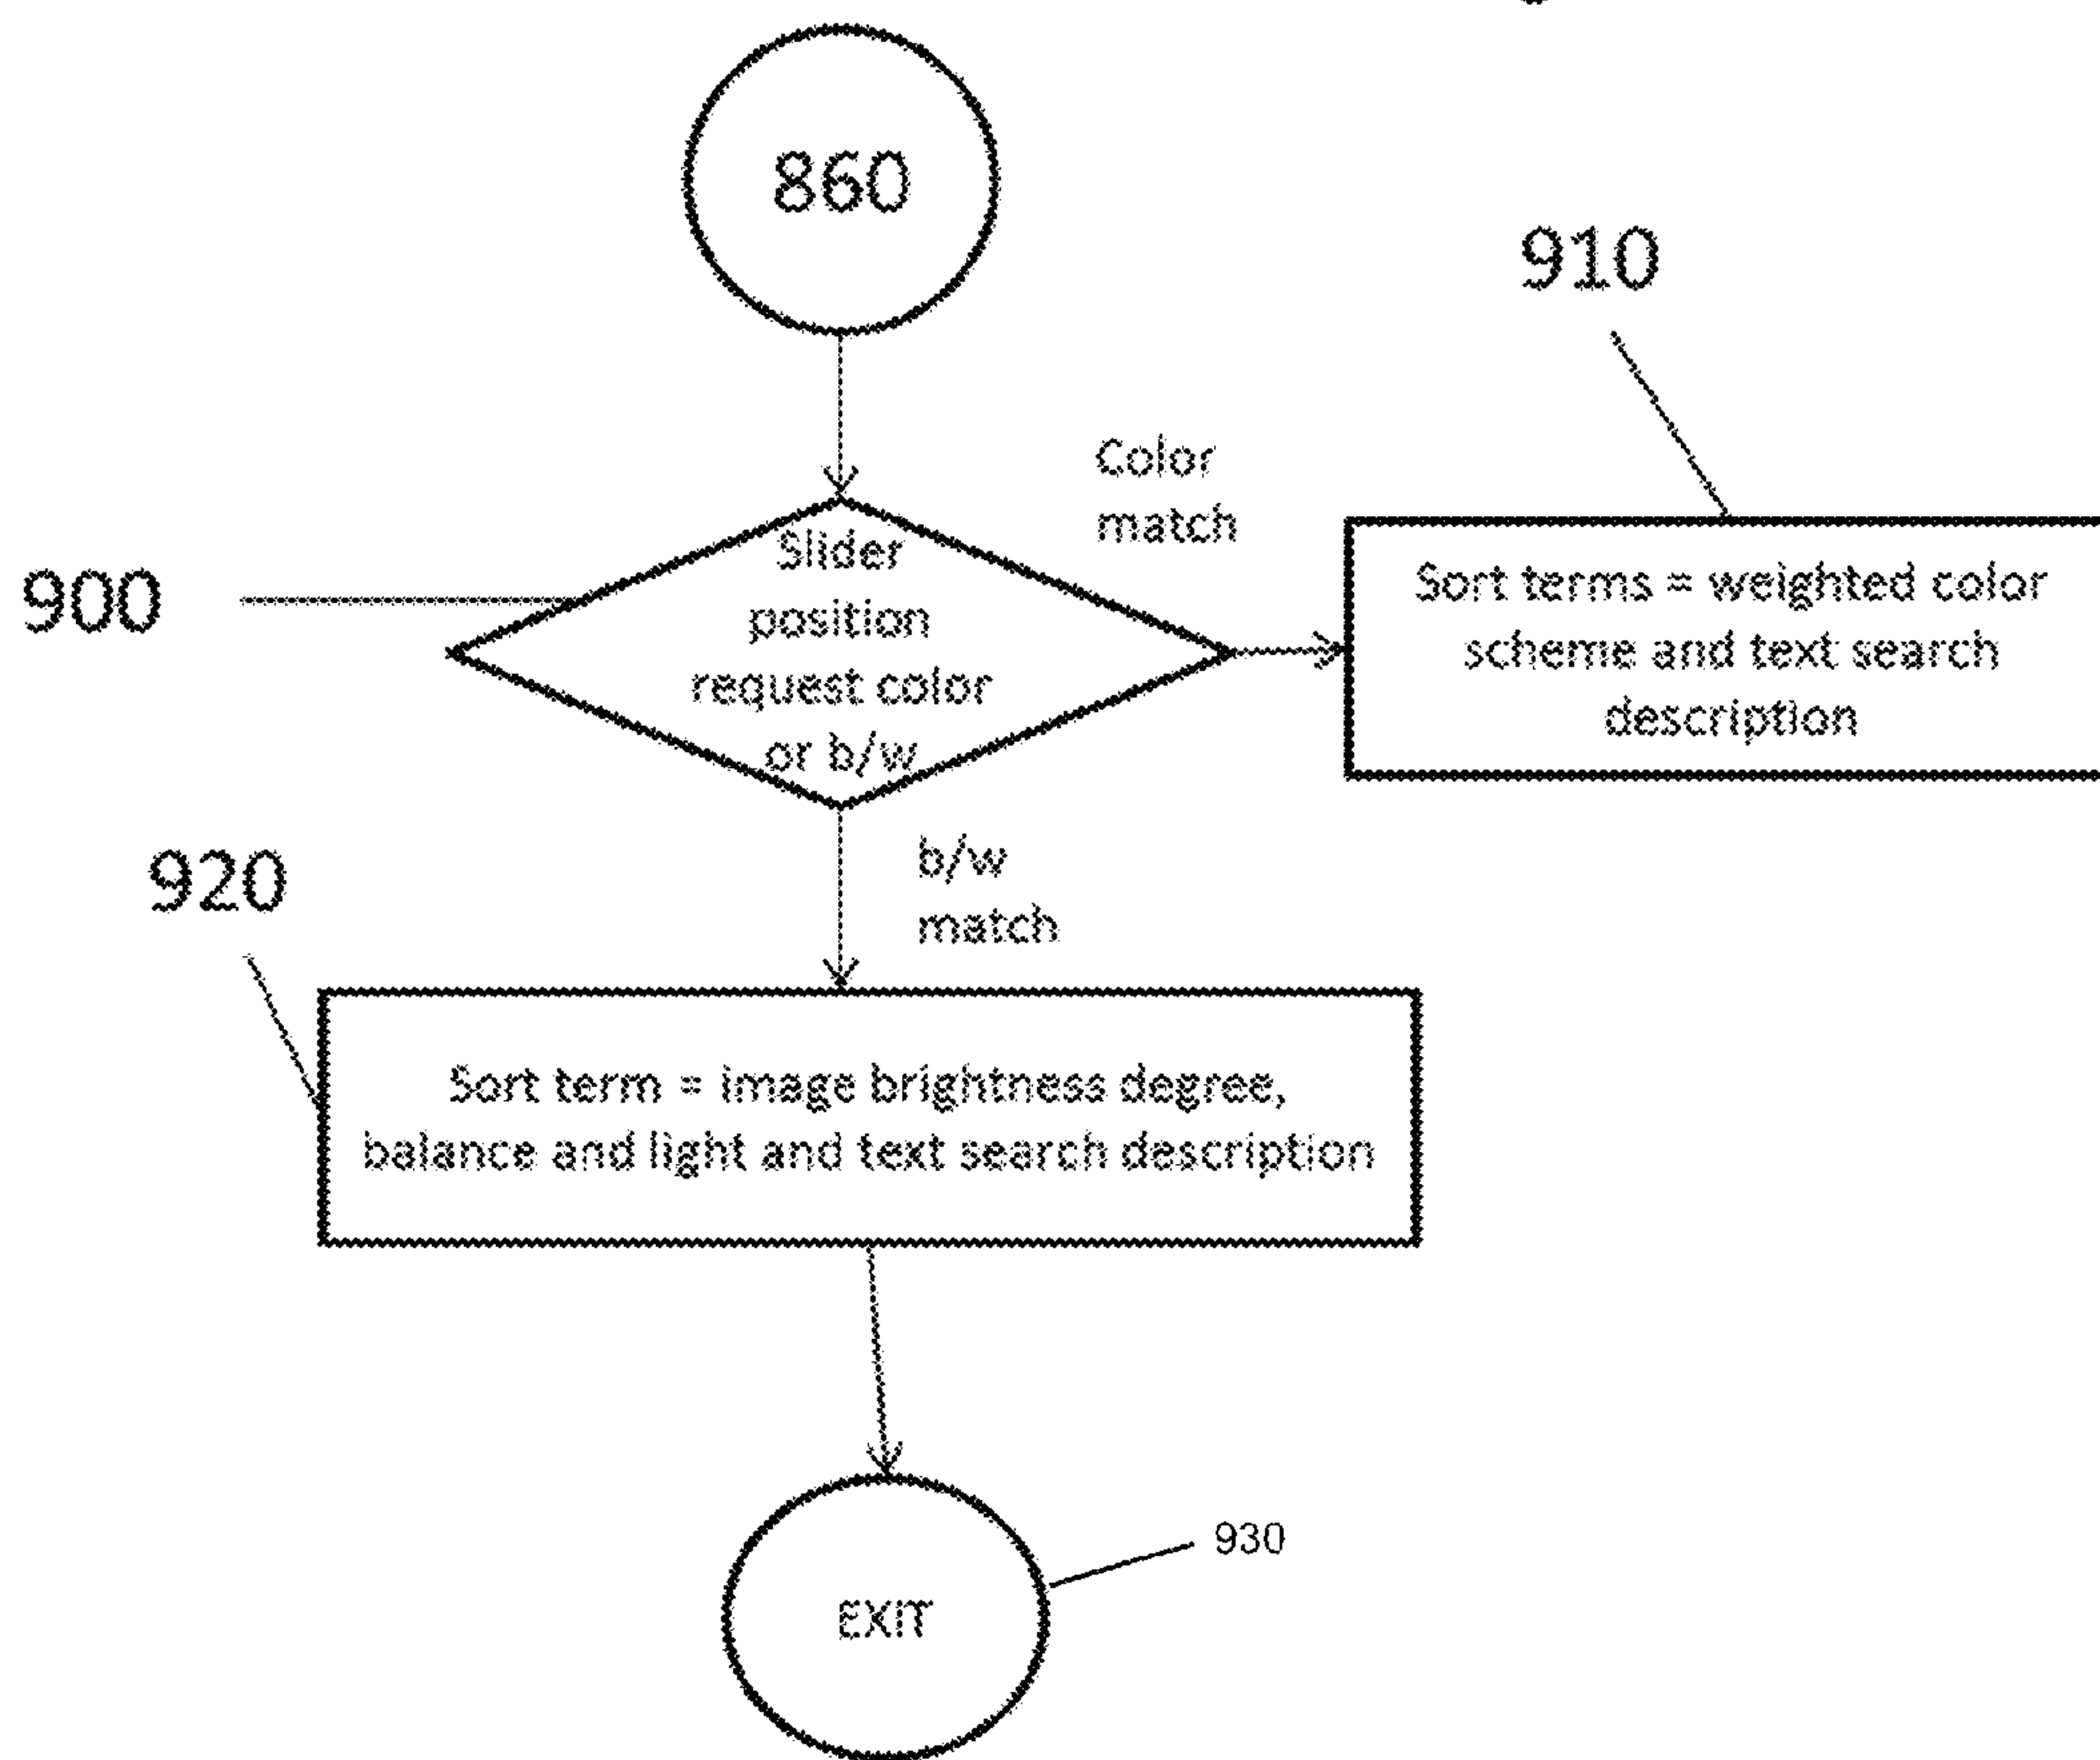 860
910
Color
match
Slider
position
request color
or b/w
900
Sort terms = weighted color
scheme and text search
description
b/w
match
920
Sort term = image brightness degree,
balance and light and text search description
930
EXIT